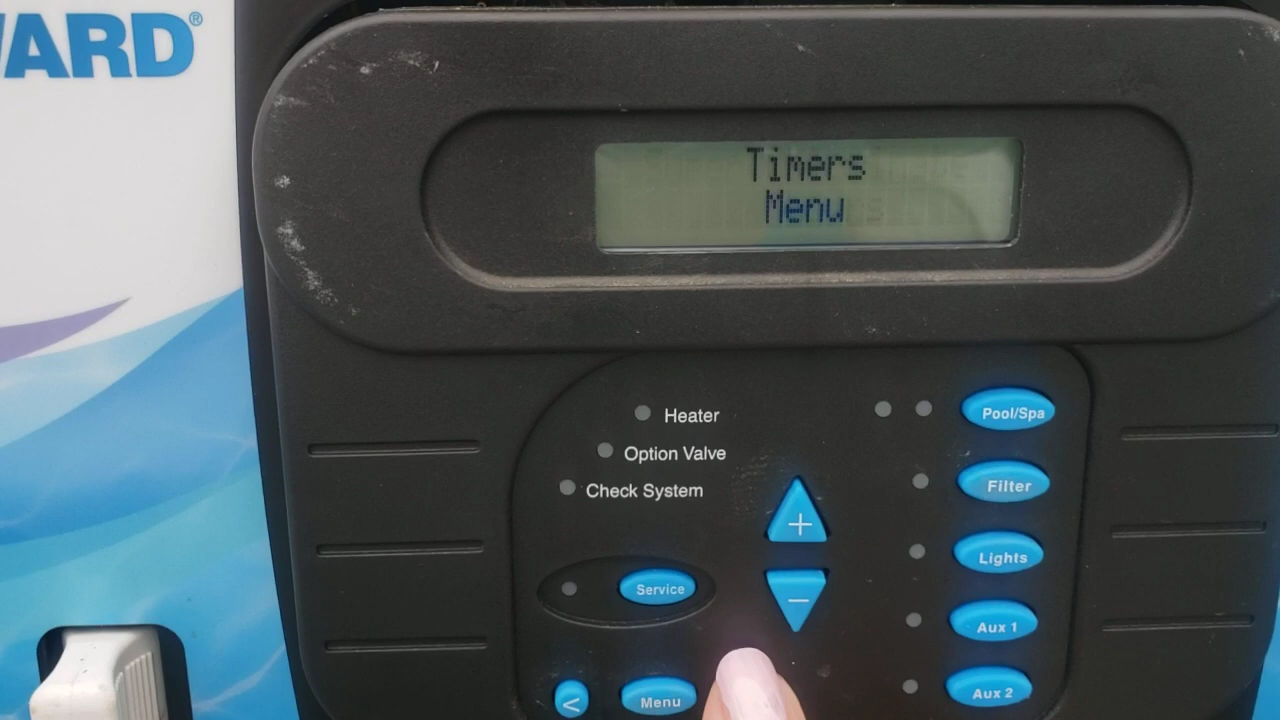 WARD®
Timers
Menu
Heater
Option Valve
Check System
Pool/Spa
Filter
Lights
Aux 1
Aux 2
+
−
Service
<
Menu